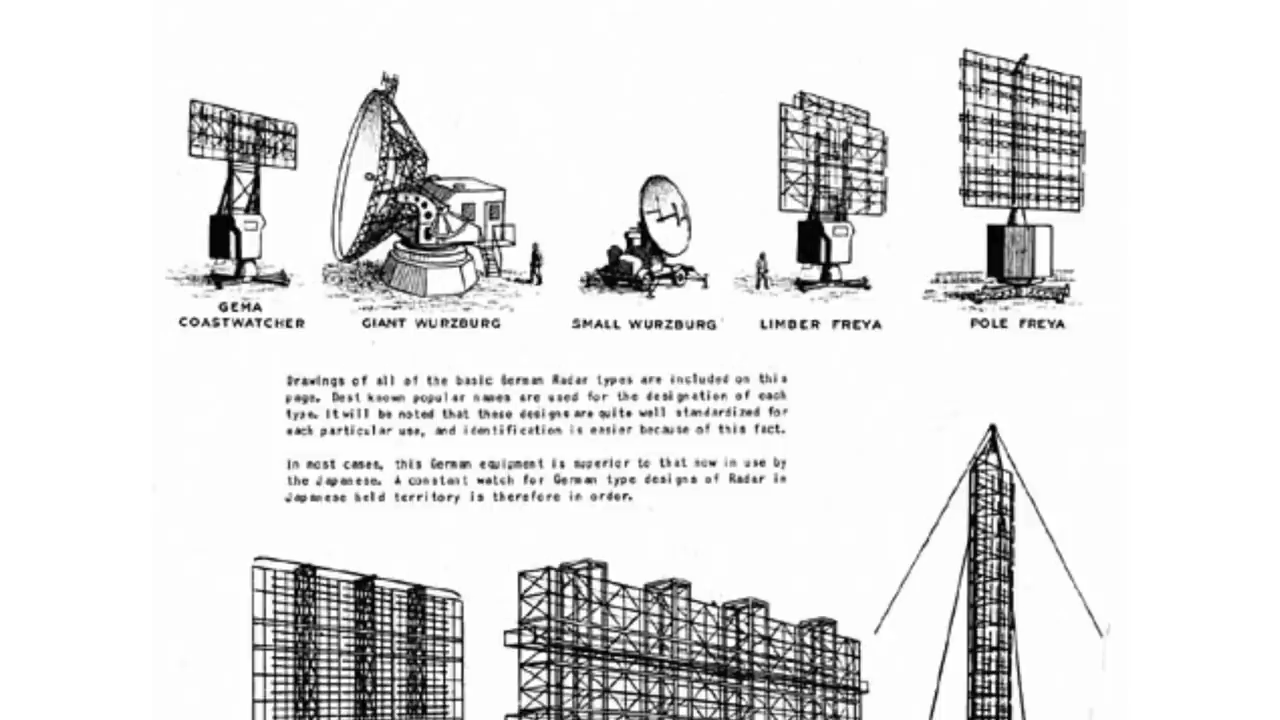 GEMA
COASTWATCHER
GIANT WURZBURG
SMALL WURZBURG
LIMBER FREYA
POLE FREYA
Drawings of all of the basic German Radar types are included on this
page. Best known popular names are used for the designation of each
type. It will be noted that these designs are quite well standardized for
each particular use, and identification is easier because of this fact.
In most cases, this German equipment is superior to that now in use by
the Japanese. A constant watch for German type designs of Radar in
Japanese held territory is therefore in order.